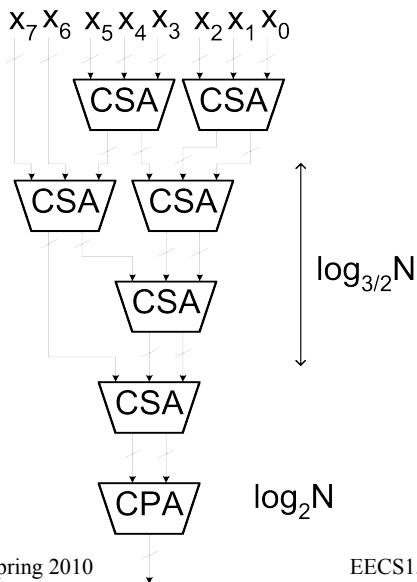 x₇ x₆ x₅ x₄ x₃ x₂ x₁ x₀
CSA CSA
CSA CSA
log₃/₂N
CSA
CSA
CPA log₂N
pring 2010 EECS1